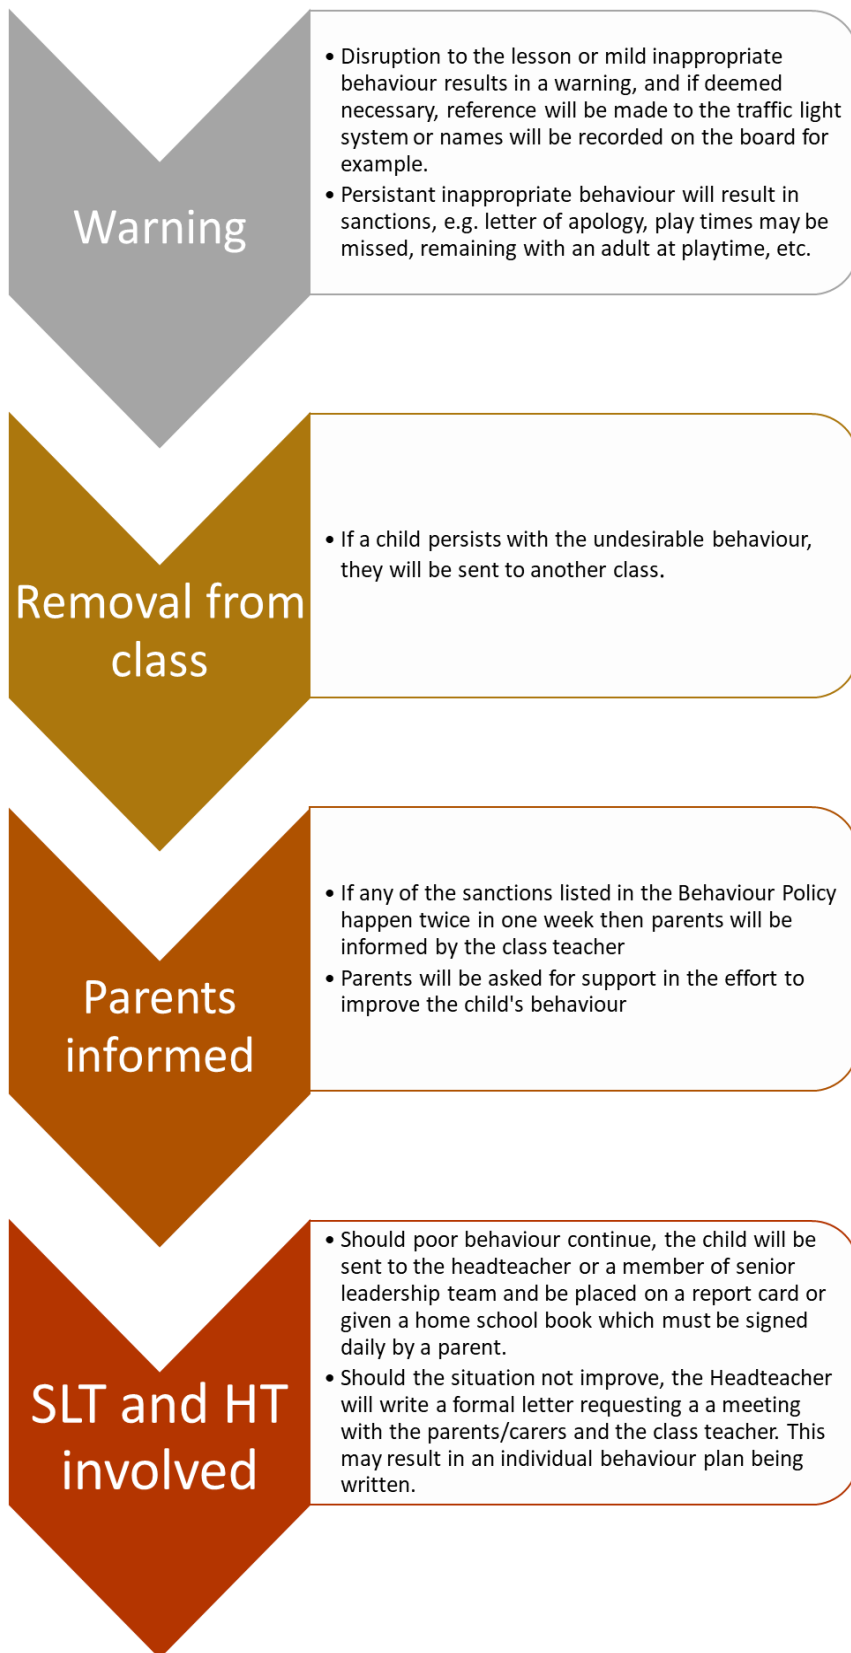 Warning
• Disruption to the lesson or mild inappropriate
behaviour results in a warning, and if deemed
necessary, reference will be made to the traffic light
system or names will be recorded on the board for
example.
• Persistant inappropriate behaviour will result in
sanctions, e.g. letter of apology, play times may be
missed, remaining with an adult at playtime, etc.
Removal from
class
• If a child persists with the undesirable behaviour,
they will be sent to another class.
Parents
informed
• If any of the sanctions listed in the Behaviour Policy
happen twice in one week then parents will be
informed by the class teacher
• Parents will be asked for support in the effort to
improve the child's behaviour
SLT and HT
involved
• Should poor behaviour continue, the child will be
sent to the headteacher or a member of senior
leadership team and be placed on a report card or
given a home school book which must be signed
daily by a parent.
• Should the situation not improve, the Headteacher
will write a formal letter requesting a a meeting
with the parents/carers and the class teacher. This
may result in an individual behaviour plan being
written.